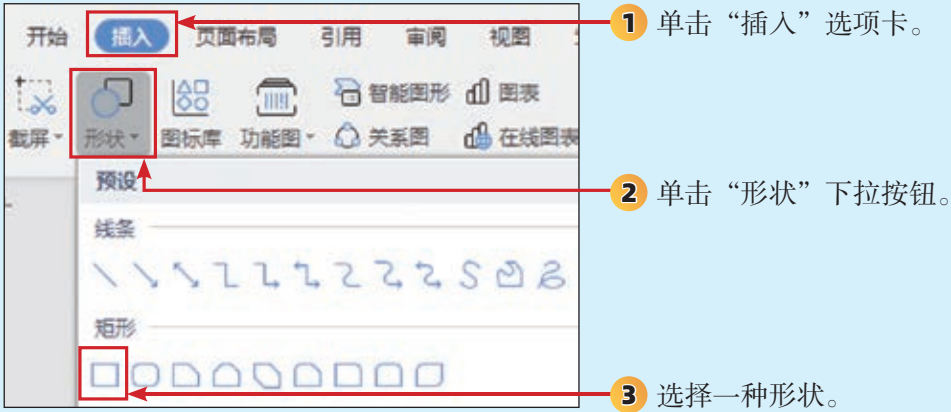 开始 插入 页面布局 引用 审阅 视图
1 单击“插入”选项卡。
智能图形 图表
截屏 形状 图标库 功能图 关系图 在线图表
预设
2 单击“形状”下拉按钮。
线条
矩形
3 选择一种形状。